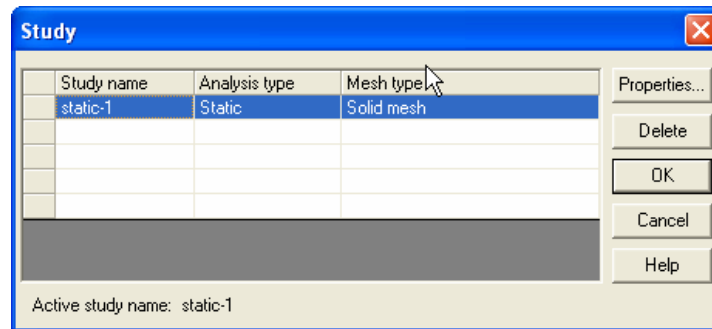 Study
Study name Analysis type Mesh type
static-1 Static Solid mesh
Properties...
Delete
OK
Cancel
Help
Active study name: static-1